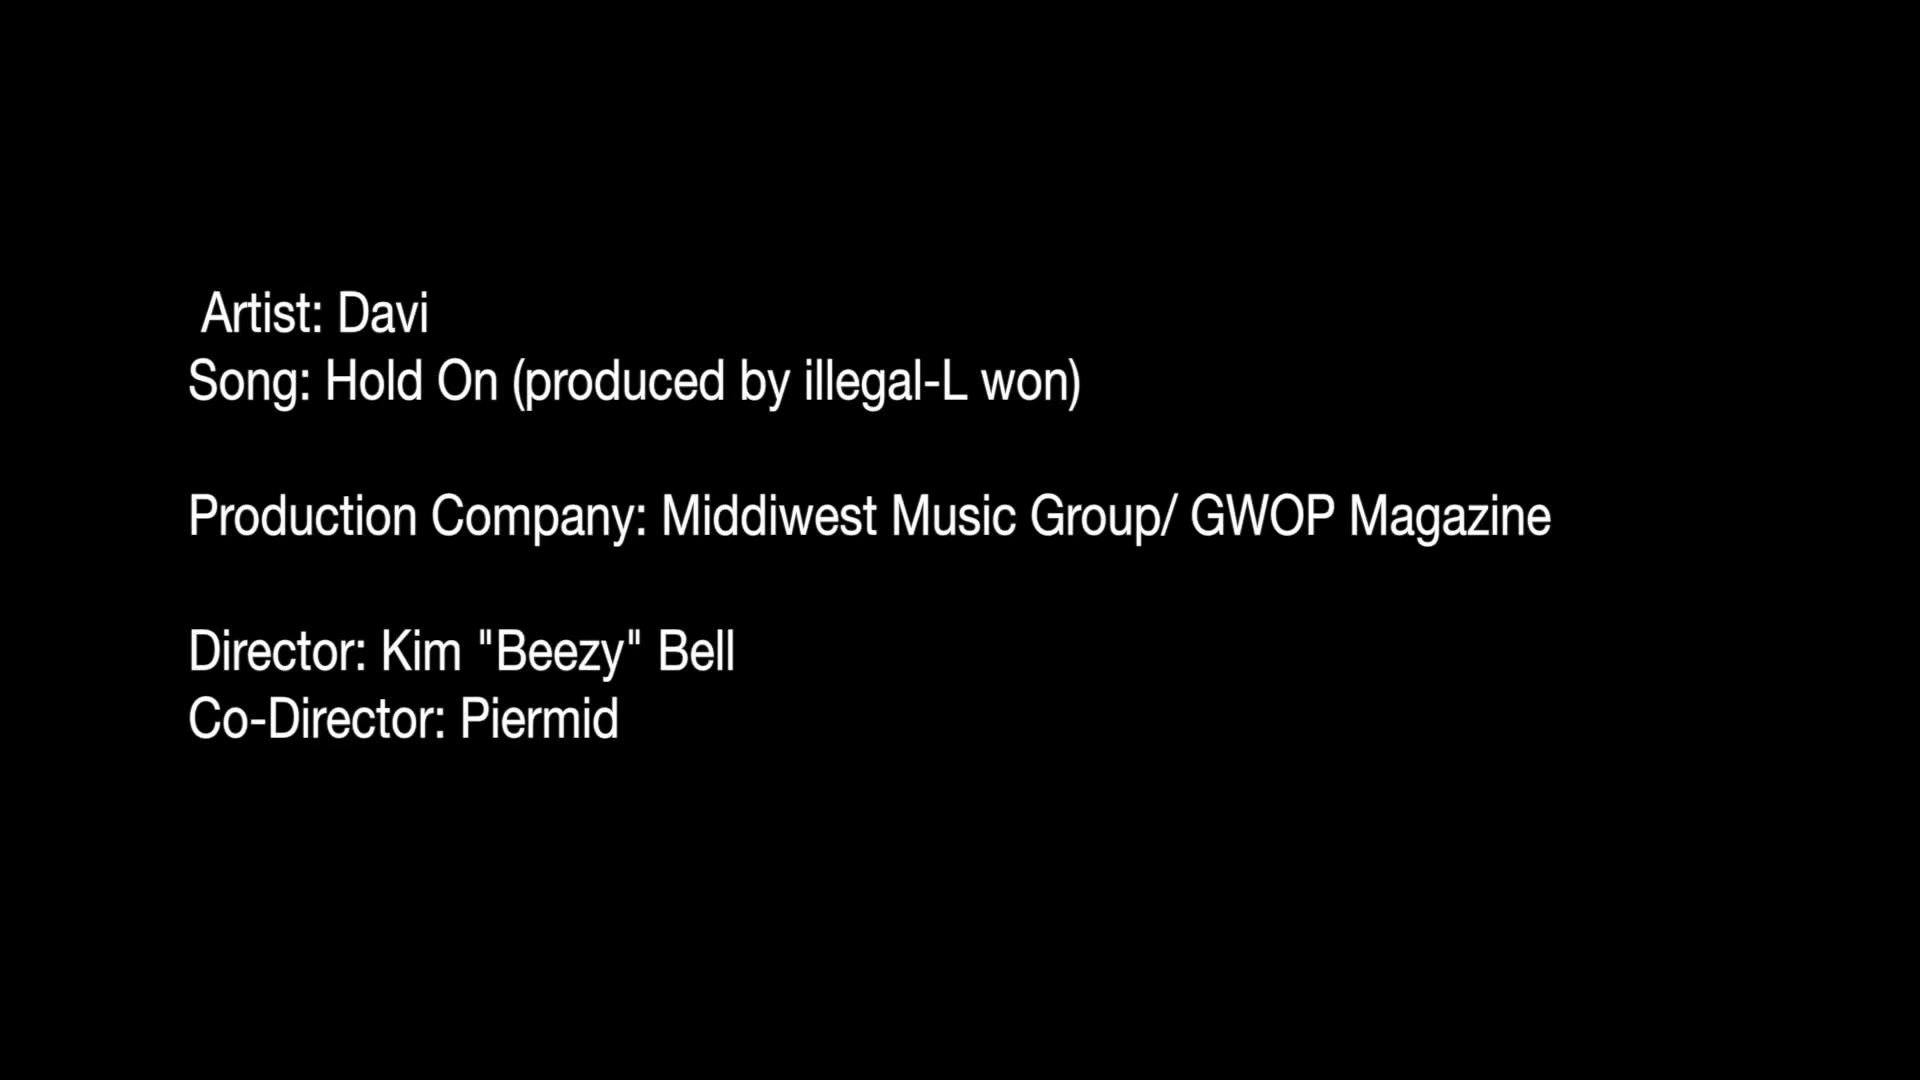 Artist: Davi
Song: Hold On (produced by illegal-L won)
Production Company: Middiwest Music Group/ GWOP Magazine
Director: Kim "Beezy" Bell
Co-Director: Piermid